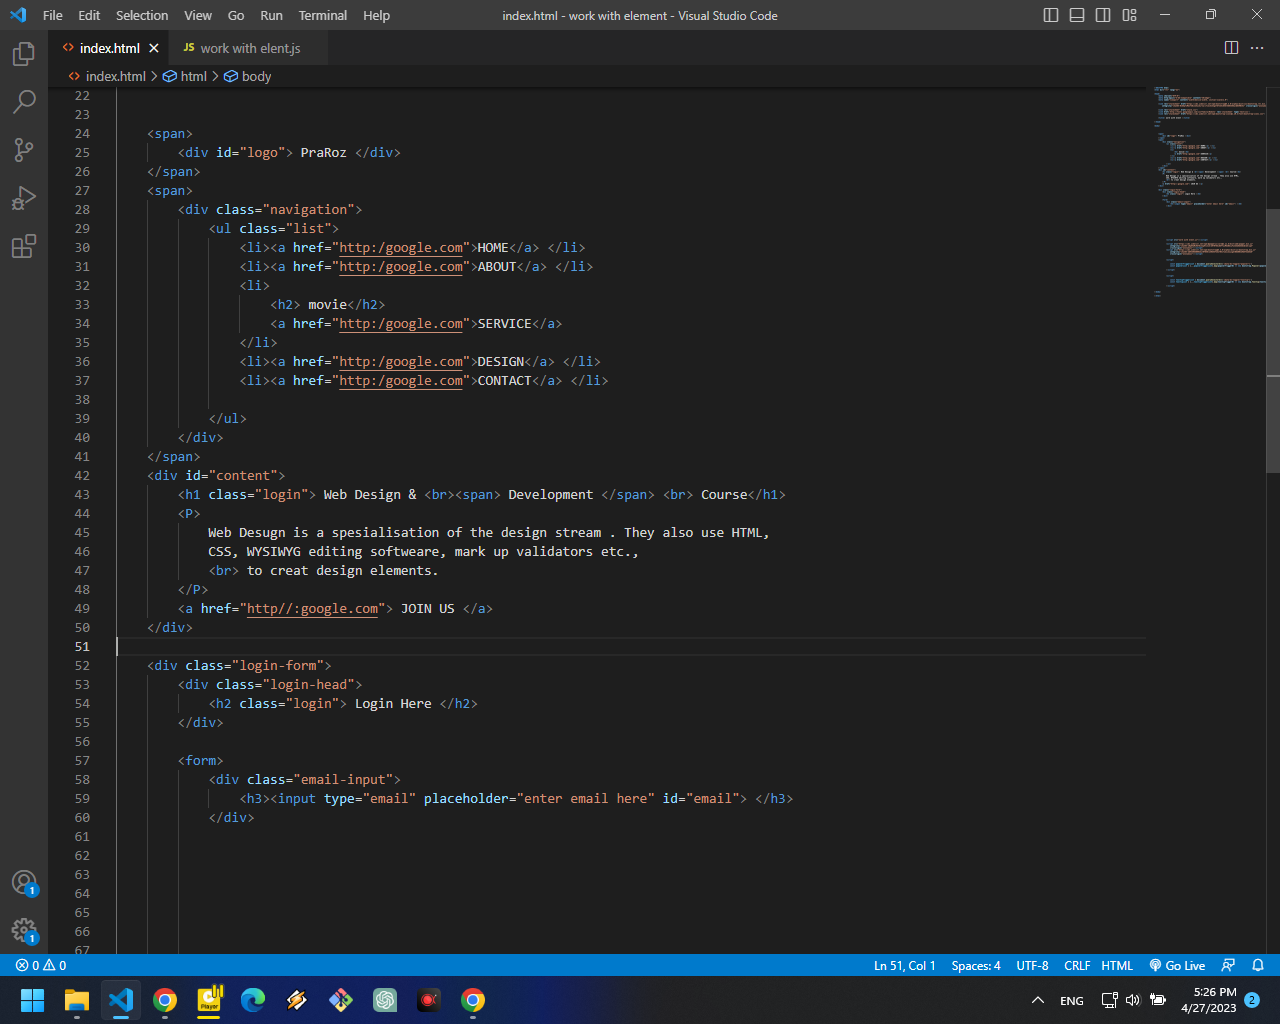 File Edit Selection View Go Run Terminal Help index.html - work with element - Visual Studio Code
<> index.html JS work with elent.js
<> index.html > html > body
22
23
24 <span>
25 <div id="logo"> PraRoz </div>
26 </span>
27 <span>
28 <div class="navigation">
29 <ul class="list">
30 <li><a href="http:/google.com">HOME</a> </li>
31 <li><a href="http:/google.com">ABOUT</a> </li>
32 <li>
33 <h2> movie</h2>
34 <a href="http:/google.com">SERVICE</a>
35 </li>
36 <li><a href="http:/google.com">DESIGN</a> </li>
37 <li><a href="http:/google.com">CONTACT</a> </li>
38
39 </ul>
40 </div>
41 </span>
42 <div id="content">
43 <h1 class="login"> Web Design & <br><span> Development </span> <br> Course</h1>
44 <P>
45 Web Desugn is a spesialisation of the design stream . They also use HTML,
46 CSS, WYSIWYG editing softweare, mark up validators etc.,
47 <br> to creat design elements.
48 </P>
49 <a href="http//:google.com"> JOIN US </a>
50 </div>
51
52 <div class="login-form">
53 <div class="login-head">
54 <h2 class="login"> Login Here </h2>
55 </div>
56
57 <form>
58 <div class="email-input">
59 <h3><input type="email" placeholder="enter email here" id="email"> </h3>
60 </div>
61
62
63
64
65
66
67
1
1
0 0 Ln 51, Col 1 Spaces: 4 UTF-8 CRLF HTML Go Live
Player ENG 5:26 PM 2
4/27/2023